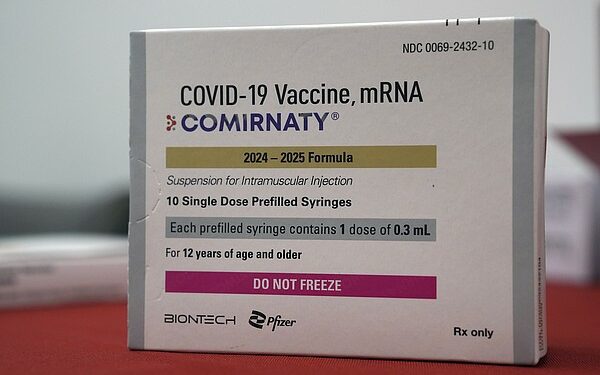 NDC 0069-2432-10
COVID-19 Vaccine, mRNA
COMIRNATY®
2024 – 2025 Formula
Suspension for Intramuscular Injection
10 Single Dose Prefilled Syringes
Each prefilled syringe contains 1 dose of 0.3 mL
For 12 years of age and older
DO NOT FREEZE
BIONTECH Pfizer
Rx only